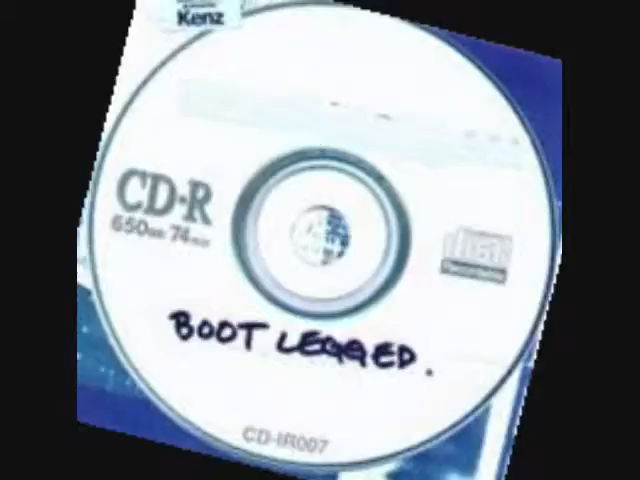 Kenz
CD-R
650MB 74min
BOOT LEGGED.
CD-IR007